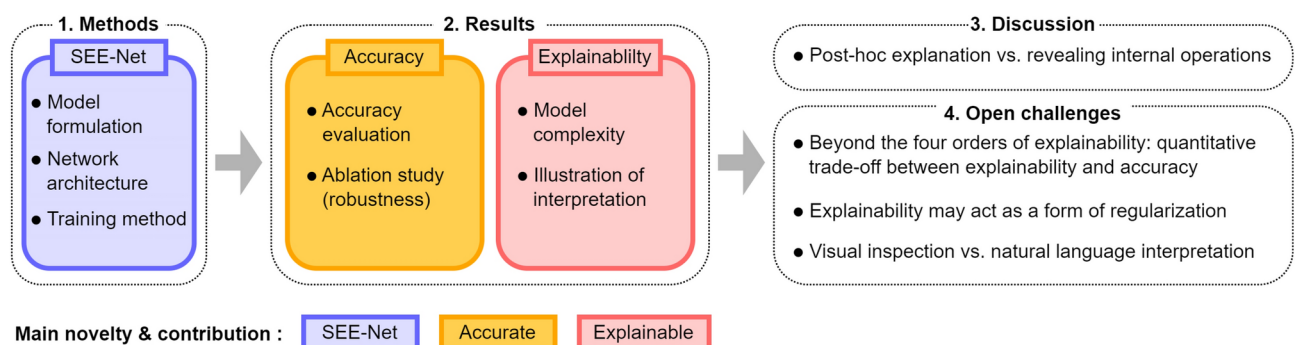 1. Methods
SEE-Net
● Model
formulation
● Network
architecture
● Training method
2. Results
Accuracy
● Accuracy
evaluation
● Ablation study
(robustness)
Explainabilty
● Model
complexity
● Illustration of
interpretation
3. Discussion
● Post-hoc explanation vs. revealing internal operations
4. Open challenges
● Beyond the four orders of explainability: quantitative
trade-off between explainability and accuracy
● Explainability may act as a form of regularization
● Visual inspection vs. natural language interpretation
Main novelty & contribution : SEE-Net Accurate Explainable